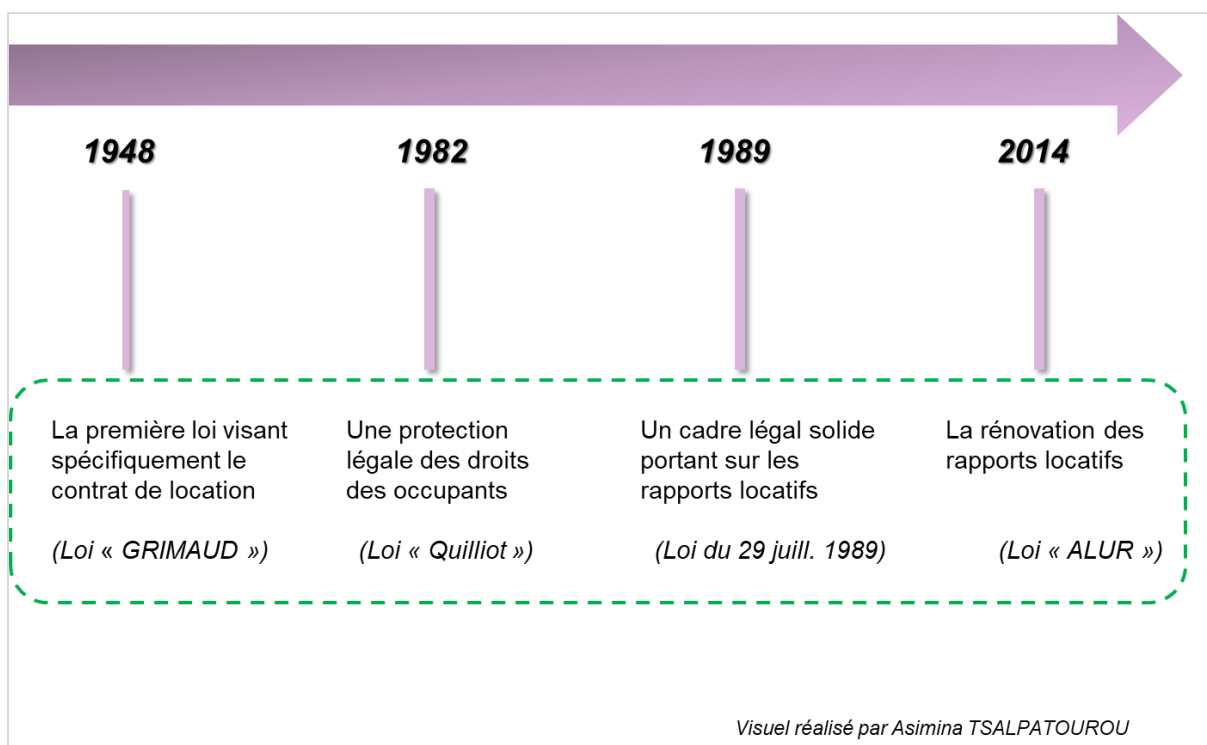 1948
1982
1989
2014
La première loi visant
spécifiquement le
contrat de location
(Loi « GRIMAUD »)
Une protection
légale des droits
des occupants
(Loi « Quilliot »)
Un cadre légal solide
portant sur les
rapports locatifs
(Loi du 29 juill. 1989)
La rénovation des
rapports locatifs
(Loi « ALUR »)
Visuel réalisé par Asimina TSALPATOUROU